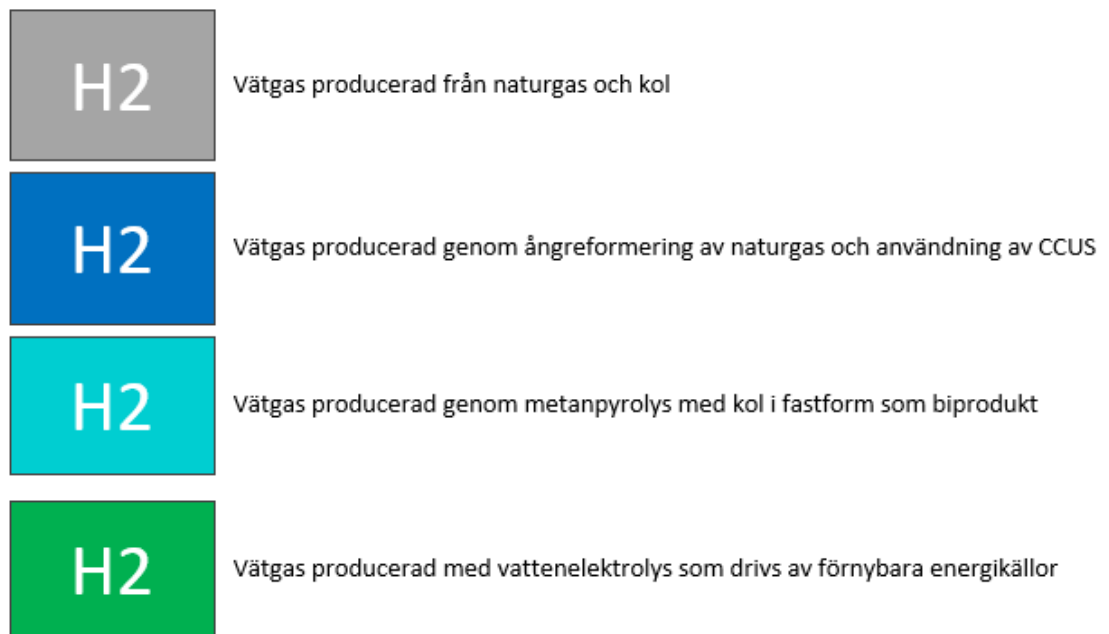 H2
Vätgas producerad från naturgas och kol
H2
Vätgas producerad genom ångreformering av naturgas och användning av CCUS
H2
Vätgas producerad genom metanpyrolys med kol i fastform som biprodukt
H2
Vätgas producerad med vattenelektrolys som drivs av förnybara energikällor